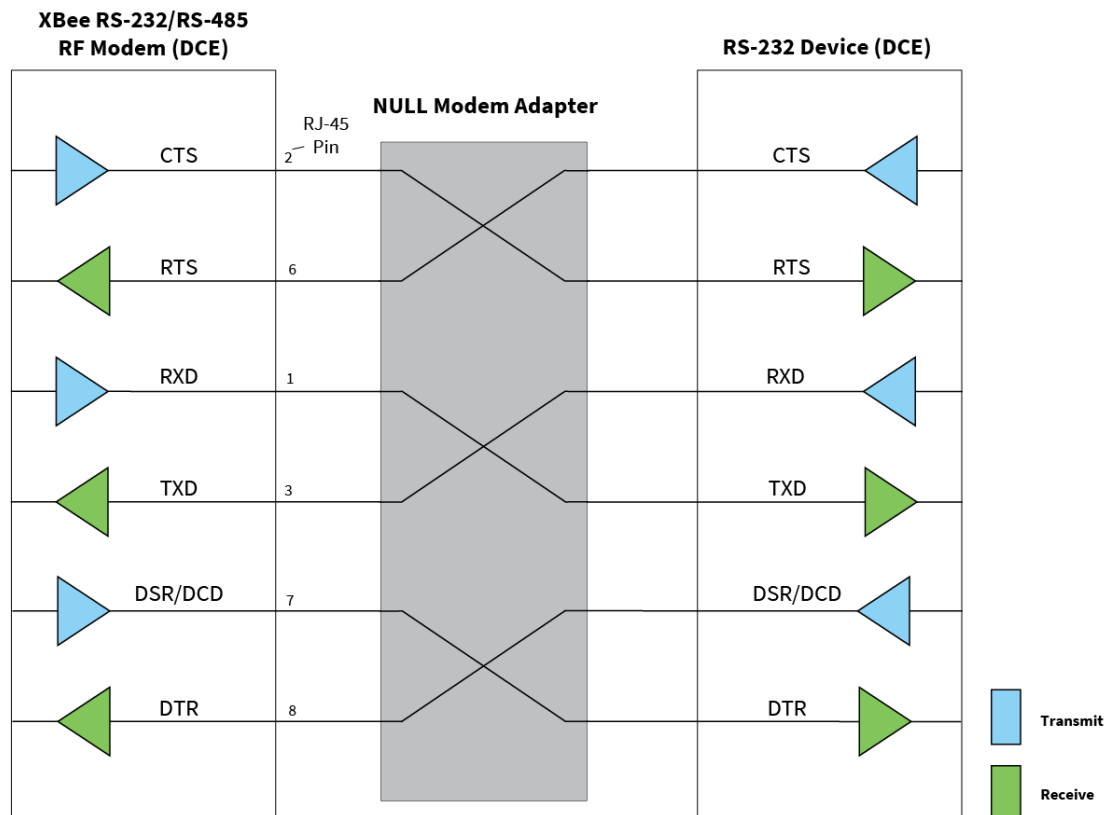 XBee RS-232/RS-485
RF Modem (DCE)
RS-232 Device (DCE)
NULL Modem Adapter
RJ-45
Pin
CTS
2
CTS
RTS
6
RTS
RXD
1
RXD
TXD
3
TXD
DSR/DCD
7
DSR/DCD
DTR
8
DTR
Transmit
Receive